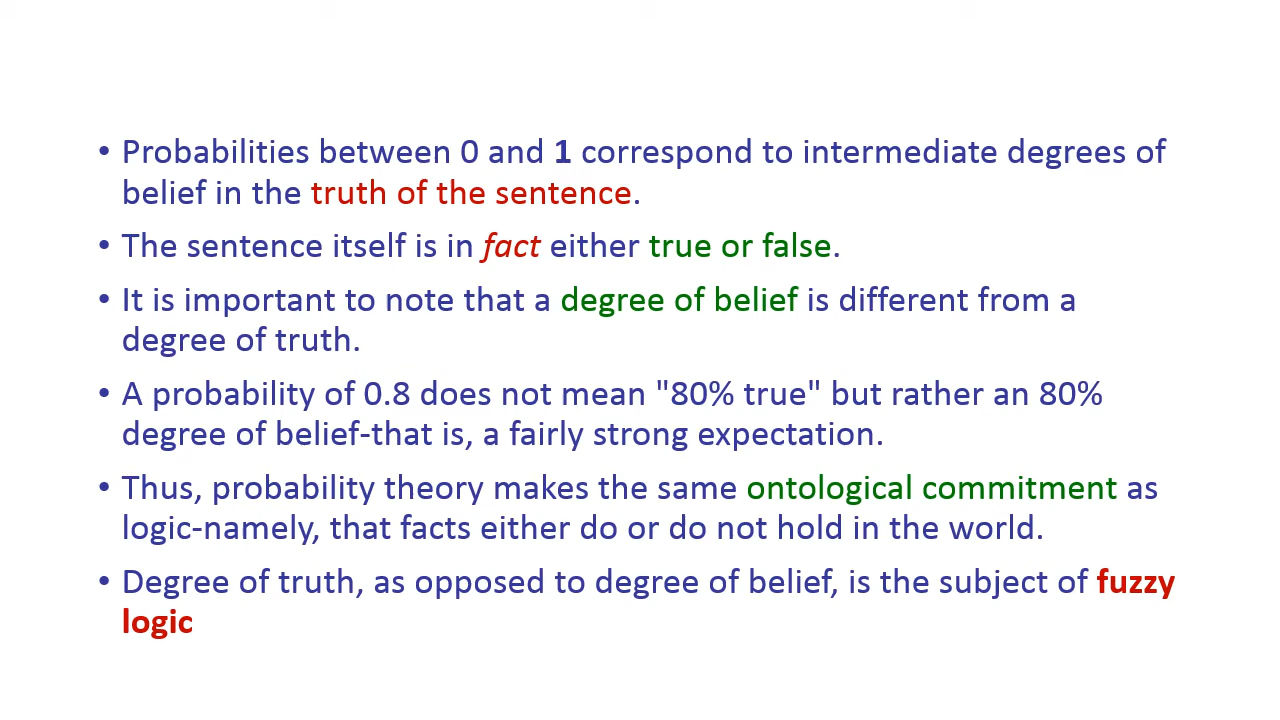 • Probabilities between 0 and 1 correspond to intermediate degrees of
belief in the truth of the sentence.
• The sentence itself is in fact either true or false.
• It is important to note that a degree of belief is different from a
degree of truth.
• A probability of 0.8 does not mean "80% true" but rather an 80%
degree of belief-that is, a fairly strong expectation.
• Thus, probability theory makes the same ontological commitment as
logic-namely, that facts either do or do not hold in the world.
• Degree of truth, as opposed to degree of belief, is the subject of fuzzy
logic